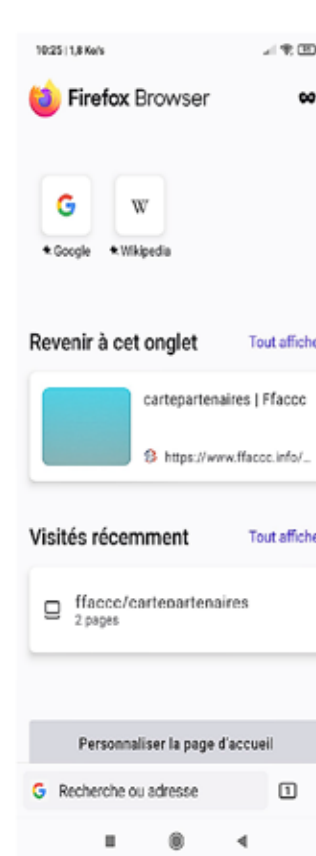 10:25 | 1,8 Ko/s
Firefox Browser
G
W
Google
Wikipedia
Revenir à cet onglet
Tout affiche
cartepartenaires | Ffaccc
https://www.ffaccc.info/...
Visités récemment
Tout affiche
ffaccc/cartepartenaires
2 pages
Personnaliser la page d'accueil
G Recherche ou adresse
1